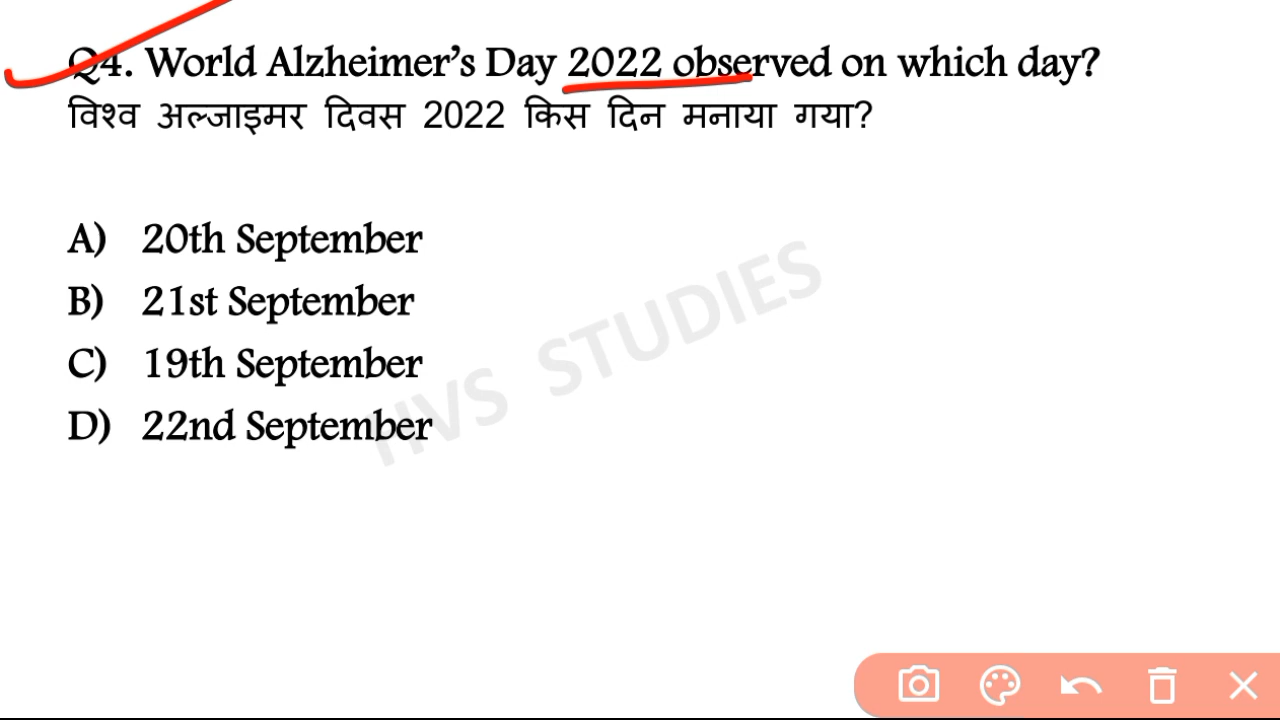 Q4. World Alzheimer's Day 2022 observed on which day?
विश्व अल्जाइमर दिवस 2022 किस दिन मनाया गया?
A) 20th September
B) 21st September
C) 19th September
D) 22nd September
STUDIES